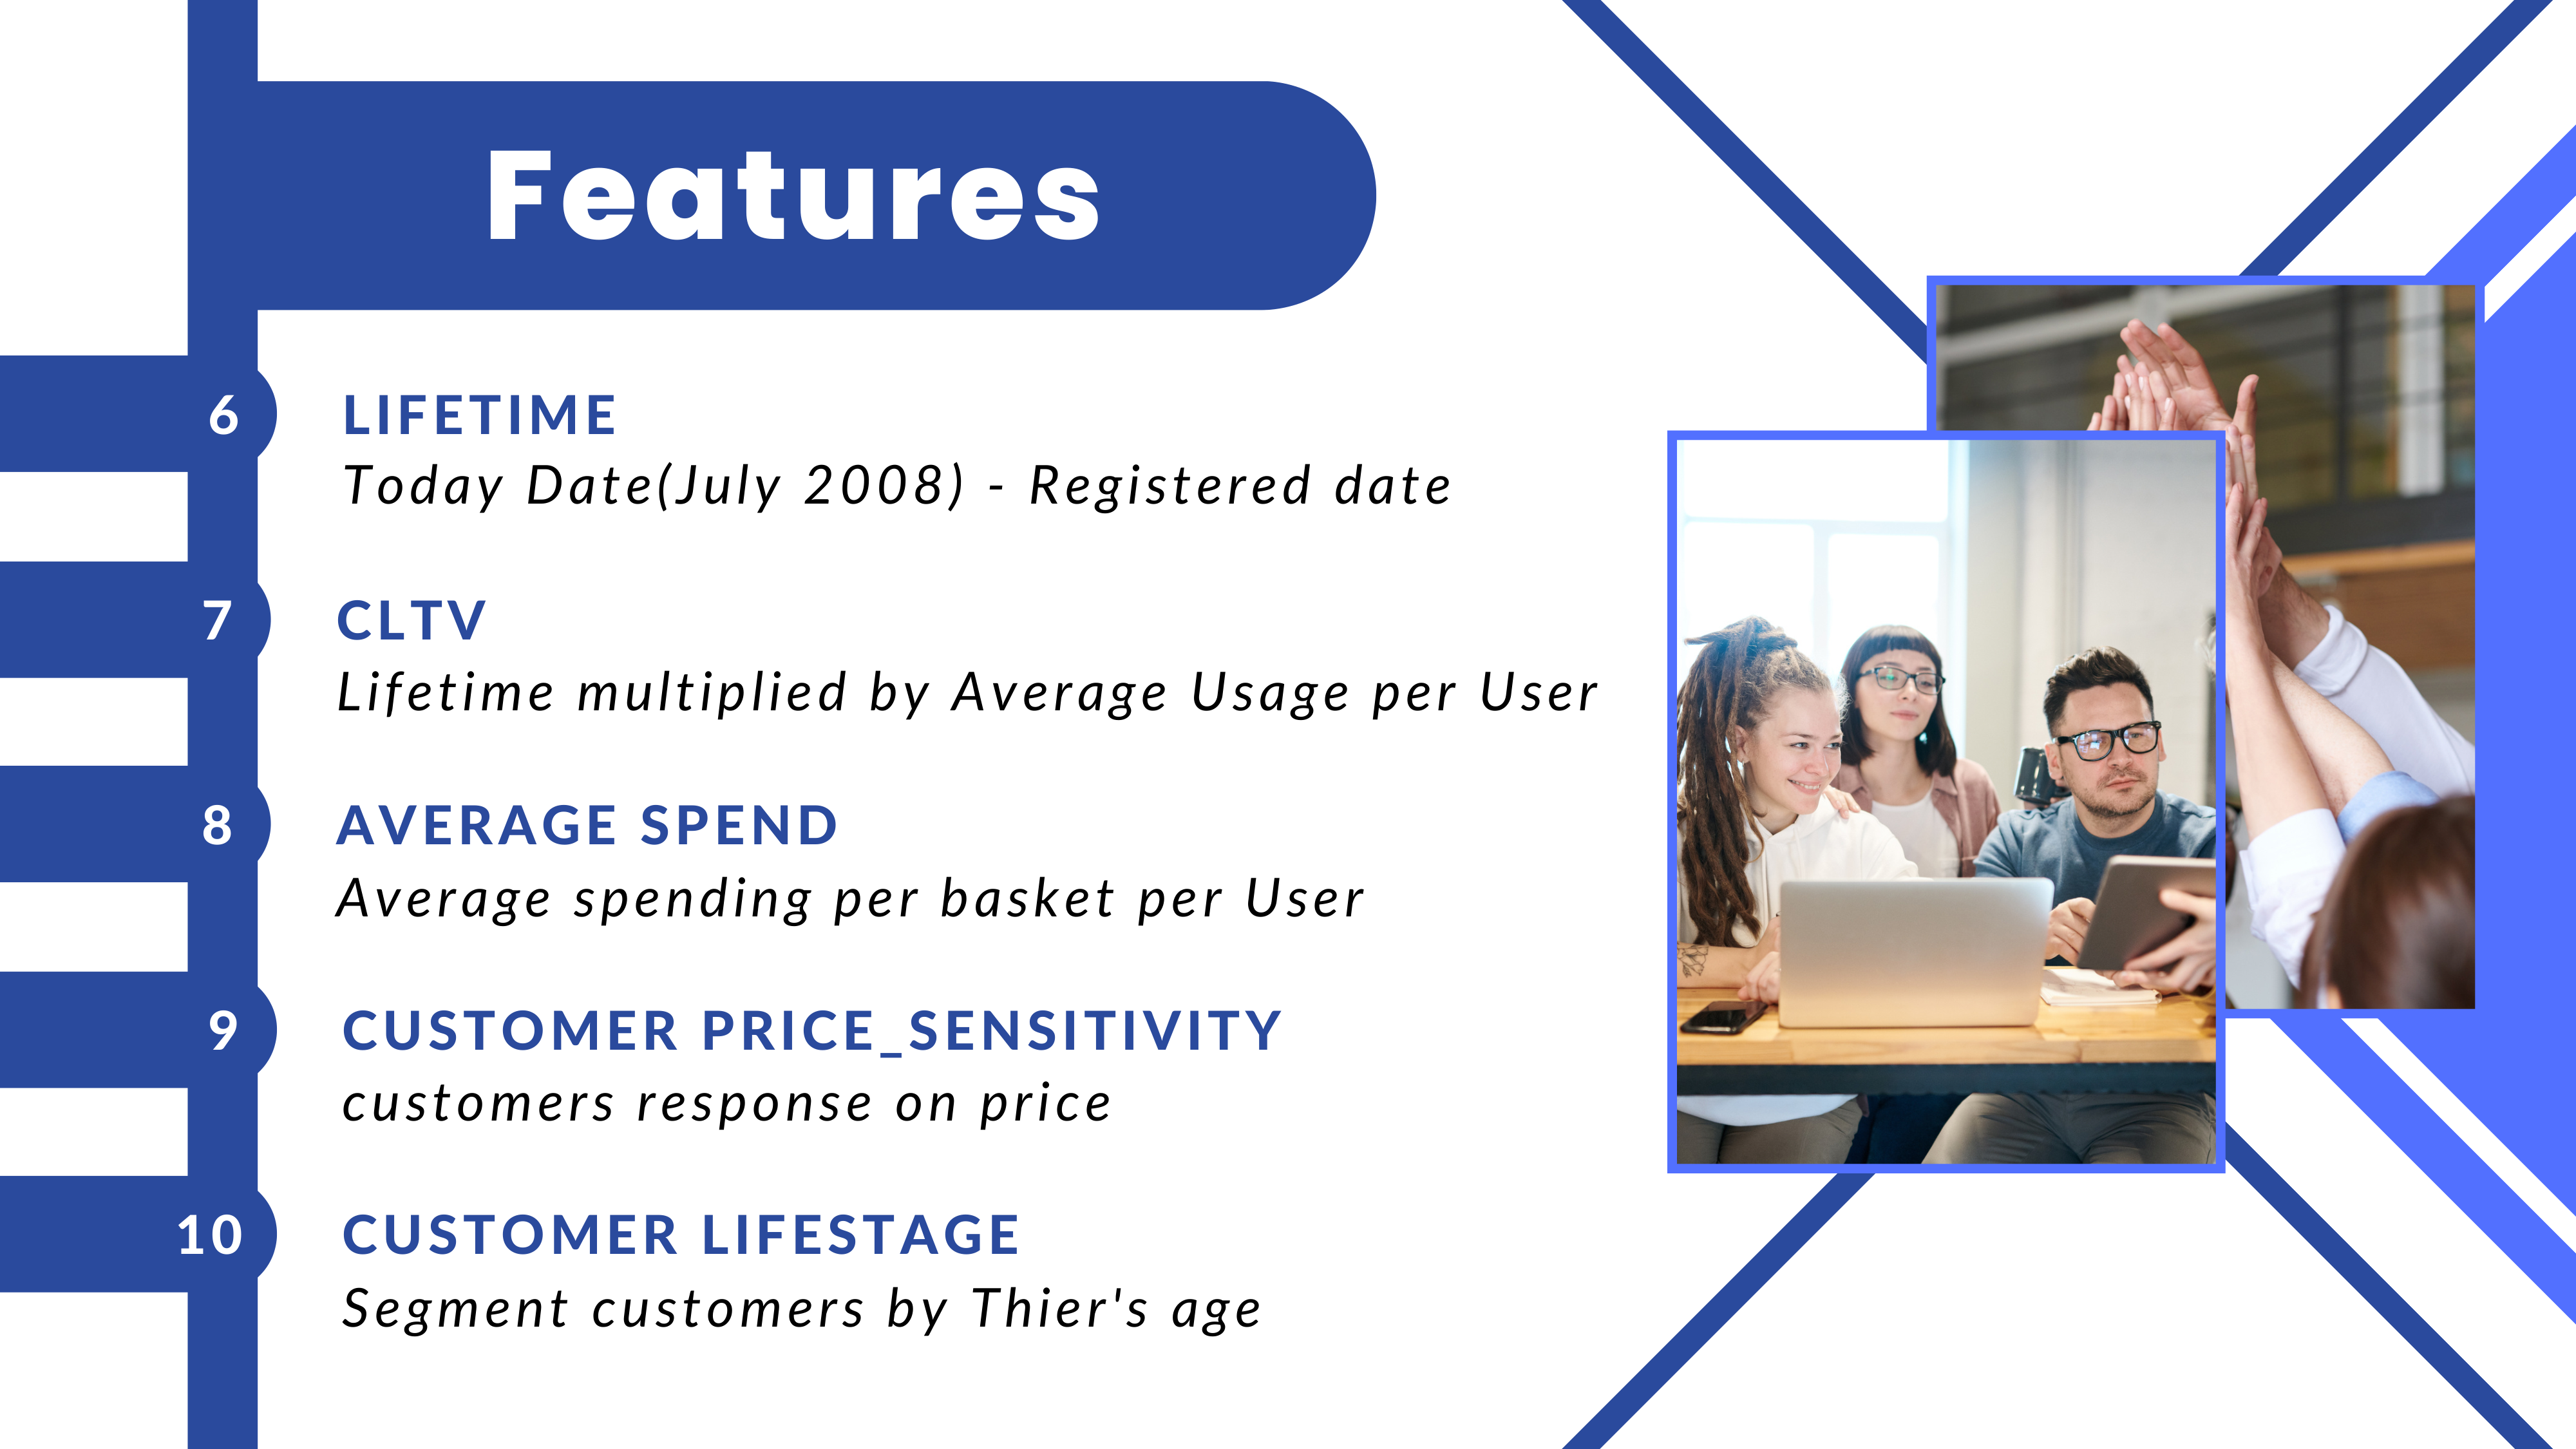 Features
6
LIFETIME
Today Date(July 2008) - Registered date
7
CLTV
Lifetime multiplied by Average Usage per User
8
AVERAGE SPEND
Average spending per basket per User
9
CUSTOMER PRICE_SENSITIVITY
customers response on price
10
CUSTOMER LIFESTAGE
Segment customers by Thier's age